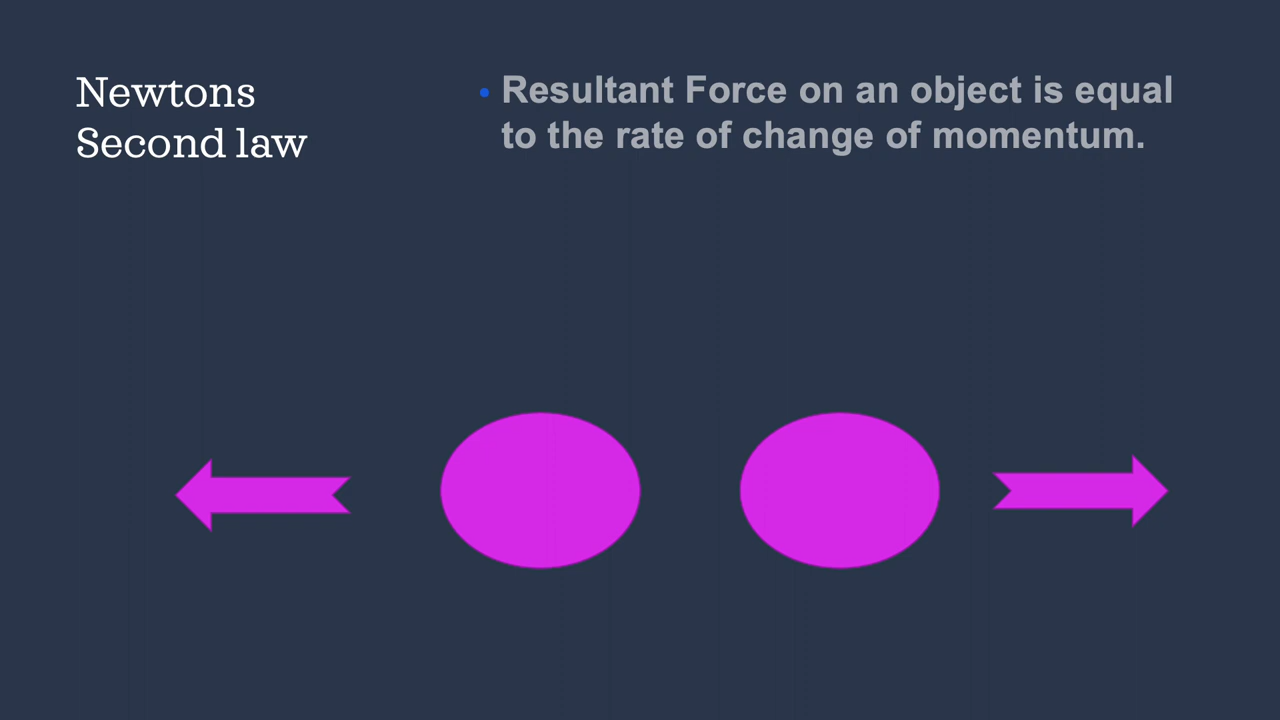 Newtons
Second law
• Resultant Force on an object is equal
to the rate of change of momentum.